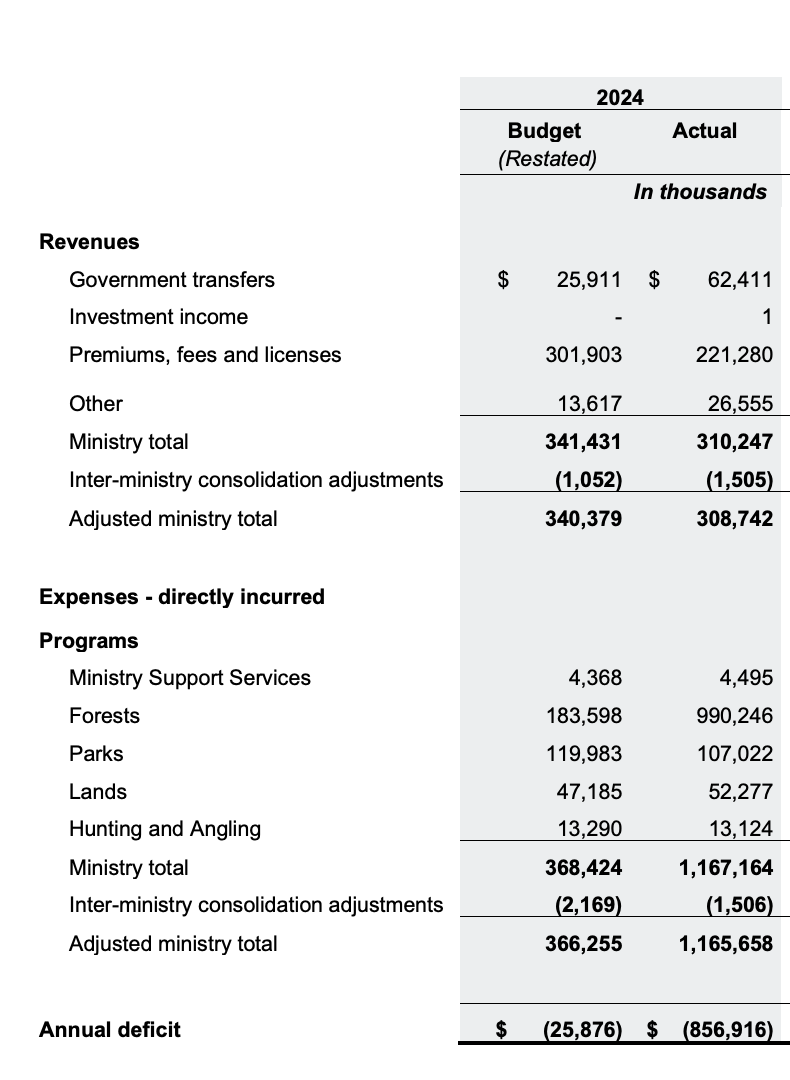 2024
Budget Actual
(Restated)
In thousands
Revenues
Government transfers $ 25,911 $ 62,411
Investment income - 1
Premiums, fees and licenses 301,903 221,280
Other 13,617 26,555
Ministry total 341,431 310,247
Inter-ministry consolidation adjustments (1,052) (1,505)
Adjusted ministry total 340,379 308,742
Expenses - directly incurred
Programs
Ministry Support Services 4,368 4,495
Forests 183,598 990,246
Parks 119,983 107,022
Lands 47,185 52,277
Hunting and Angling 13,290 13,124
Ministry total 368,424 1,167,164
Inter-ministry consolidation adjustments (2,169) (1,506)
Adjusted ministry total 366,255 1,165,658
Annual deficit $ (25,876) $ (856,916)